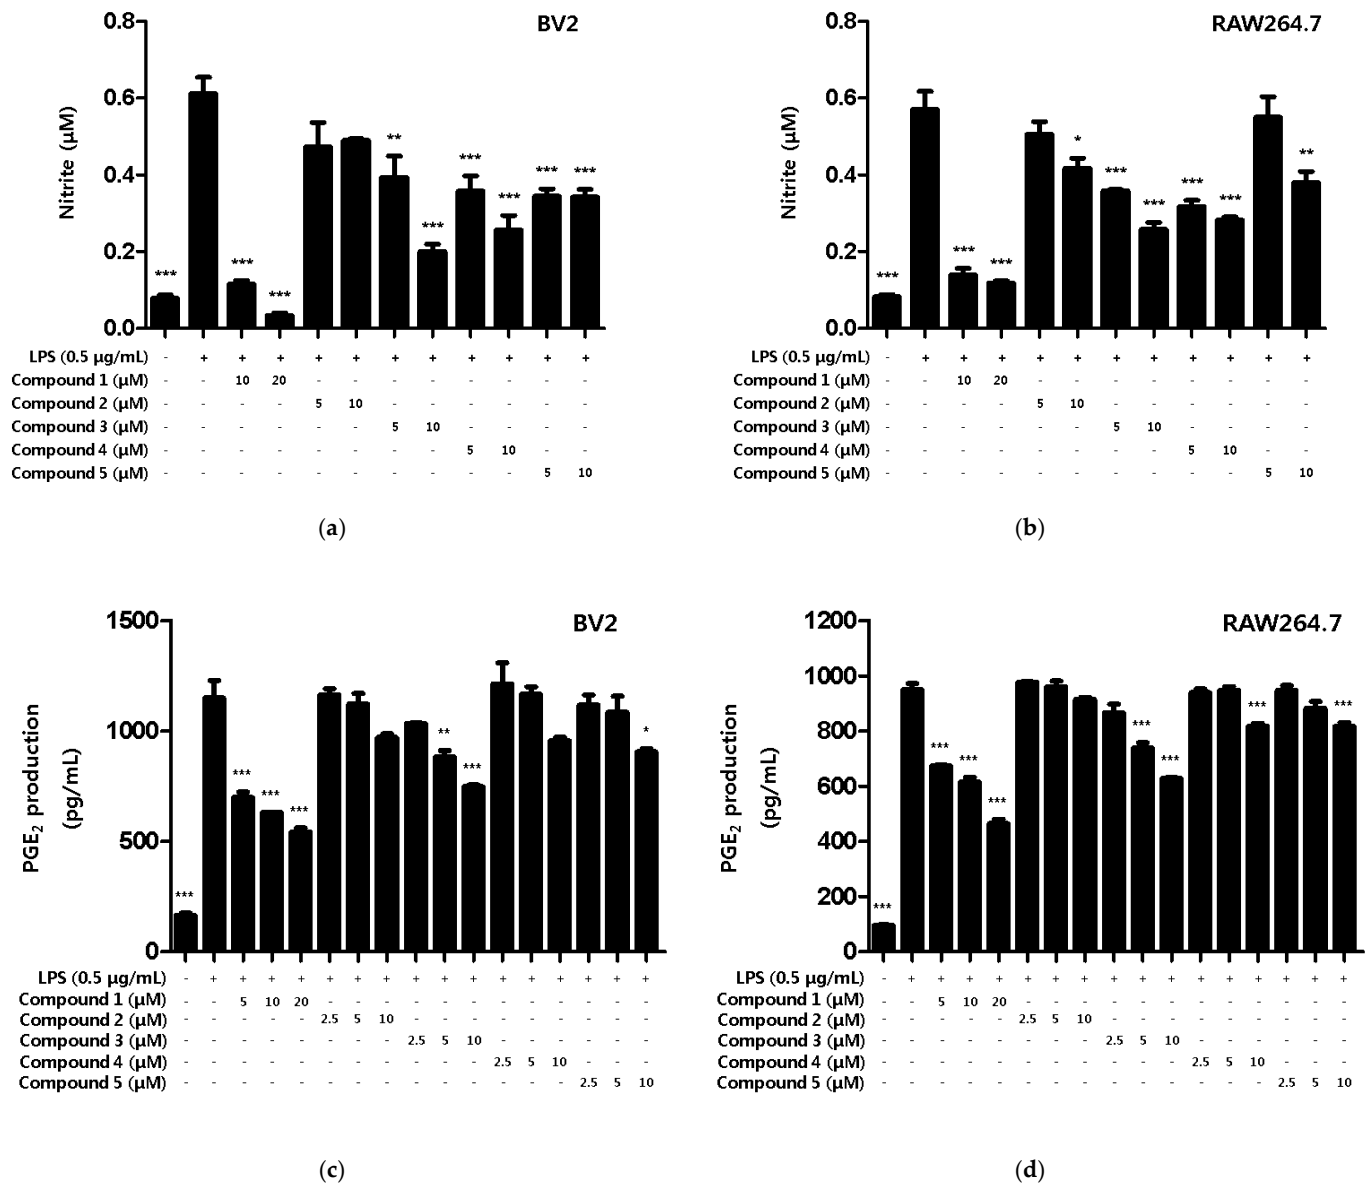 BV2
0.8
0.6
0.4
0.2
0.0
Nitrite (μM)
*** *** *** ** *** *** *** *** ***
LPS (0.5 μg/mL) - + + + + + + + + + + +
Compound 1 (μM) - - 10 20 - - - - - - - -
Compound 2 (μM) - - - - 5 10 - - - - - -
Compound 3 (μM) - - - - - - 5 10 - - - -
Compound 4 (μM) - - - - - - - - 5 10 - -
Compound 5 (μM) - - - - - - - - - - 5 10
(a)
RAW264.7
0.8
0.6
0.4
0.2
0.0
Nitrite (μM)
*** *** *** * *** *** *** *** **
LPS (0.5 μg/mL) - + + + + + + + + + + +
Compound 1 (μM) - - 10 20 - - - - - - - -
Compound 2 (μM) - - - - 5 10 - - - - - -
Compound 3 (μM) - - - - - - 5 10 - - - -
Compound 4 (μM) - - - - - - - - 5 10 - -
Compound 5 (μM) - - - - - - - - - - 5 10
(b)
BV2
1500
1000
500
0
PGE2 production
(pg/mL)
*** *** *** *** ** *** *
LPS (0.5 μg/mL) - + + + + + + + + + + + + + + + +
Compound 1 (μM) - - 5 10 20 - - - - - - - - - - - -
Compound 2 (μM) - - - - - 2.5 5 10 - - - - - - - - -
Compound 3 (μM) - - - - - - - - 2.5 5 10 - - - - - -
Compound 4 (μM) - - - - - - - - - - - 2.5 5 10 - - -
Compound 5 (μM) - - - - - - - - - - - - - - 2.5 5 10
(c)
RAW264.7
1200
1000
800
600
400
200
0
PGE2 production
(pg/mL)
*** *** *** *** *** *** *** ***
LPS (0.5 μg/mL) - + + + + + + + + + + + + + + + +
Compound 1 (μM) - - 5 10 20 - - - - - - - - - - - -
Compound 2 (μM) - - - - - 2.5 5 10 - - - - - - - - -
Compound 3 (μM) - - - - - - - - 2.5 5 10 - - - - - -
Compound 4 (μM) - - - - - - - - - - - 2.5 5 10 - - -
Compound 5 (μM) - - - - - - - - - - - - - - 2.5 5 10
(d)